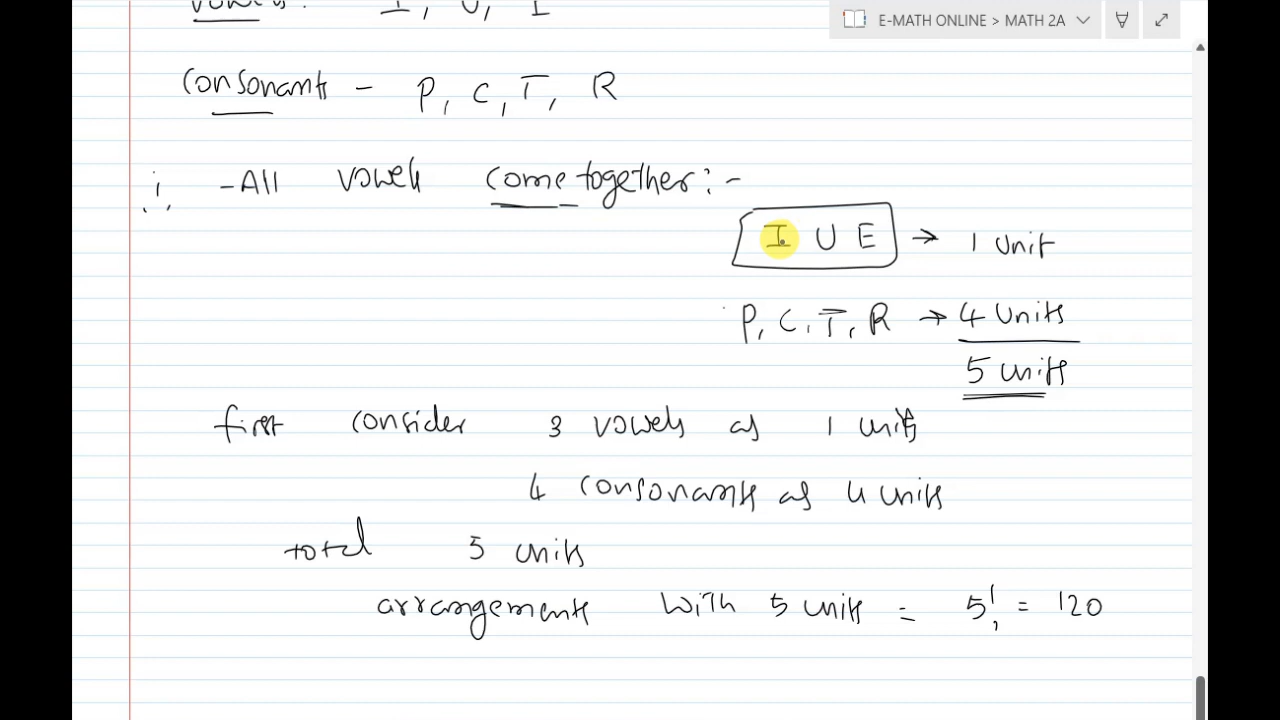 E-MATH ONLINE > MATH 2A
vowels: I, U, E
Consonants - P, C, T, R
i - All vowels come together :-
I U E → 1 Unit
P, C, T, R → 4 Units
5 units
first consider 3 vowels as 1 unit
4 consonants as 4 units
total 5 units
arrangements with 5 units = 5! = 120